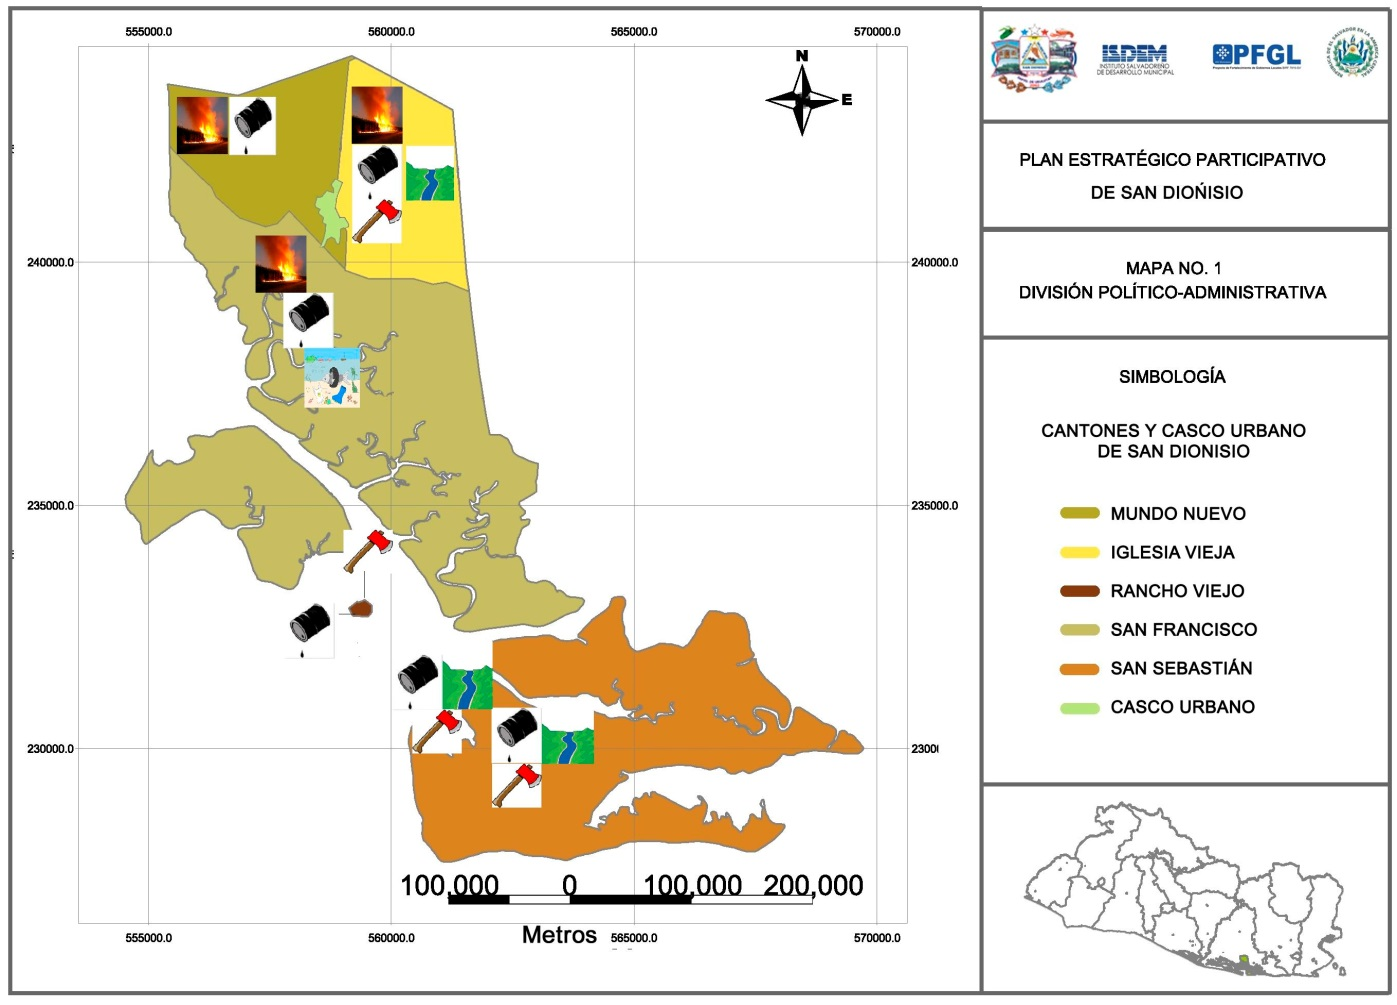 555000.0
560000.0
565000.0
570000.0
N
E
240000.0
240000.0
235000.0
235000.0
230000.0
2300
100,000
0
100,000
200,000
555000.0
560000.0
Metros
565000.0
570000.0
ISDEM
INSTITUTO SALVADOREÑO
DE DESARROLLO MUNICIPAL
PFGL
PLAN ESTRATÉGICO PARTICIPATIVO
DE SAN DIOŃISIO
MAPA NO. 1
DIVISIÓN POLÍTICO-ADMINISTRATIVA
SIMBOLOGÍA
CANTONES Y CASCO URBANO
DE SAN DIONISIO
MUNDO NUEVO
IGLESIA VIEJA
RANCHO VIEJO
SAN FRANCISCO
SAN SEBASTIÁN
CASCO URBANO